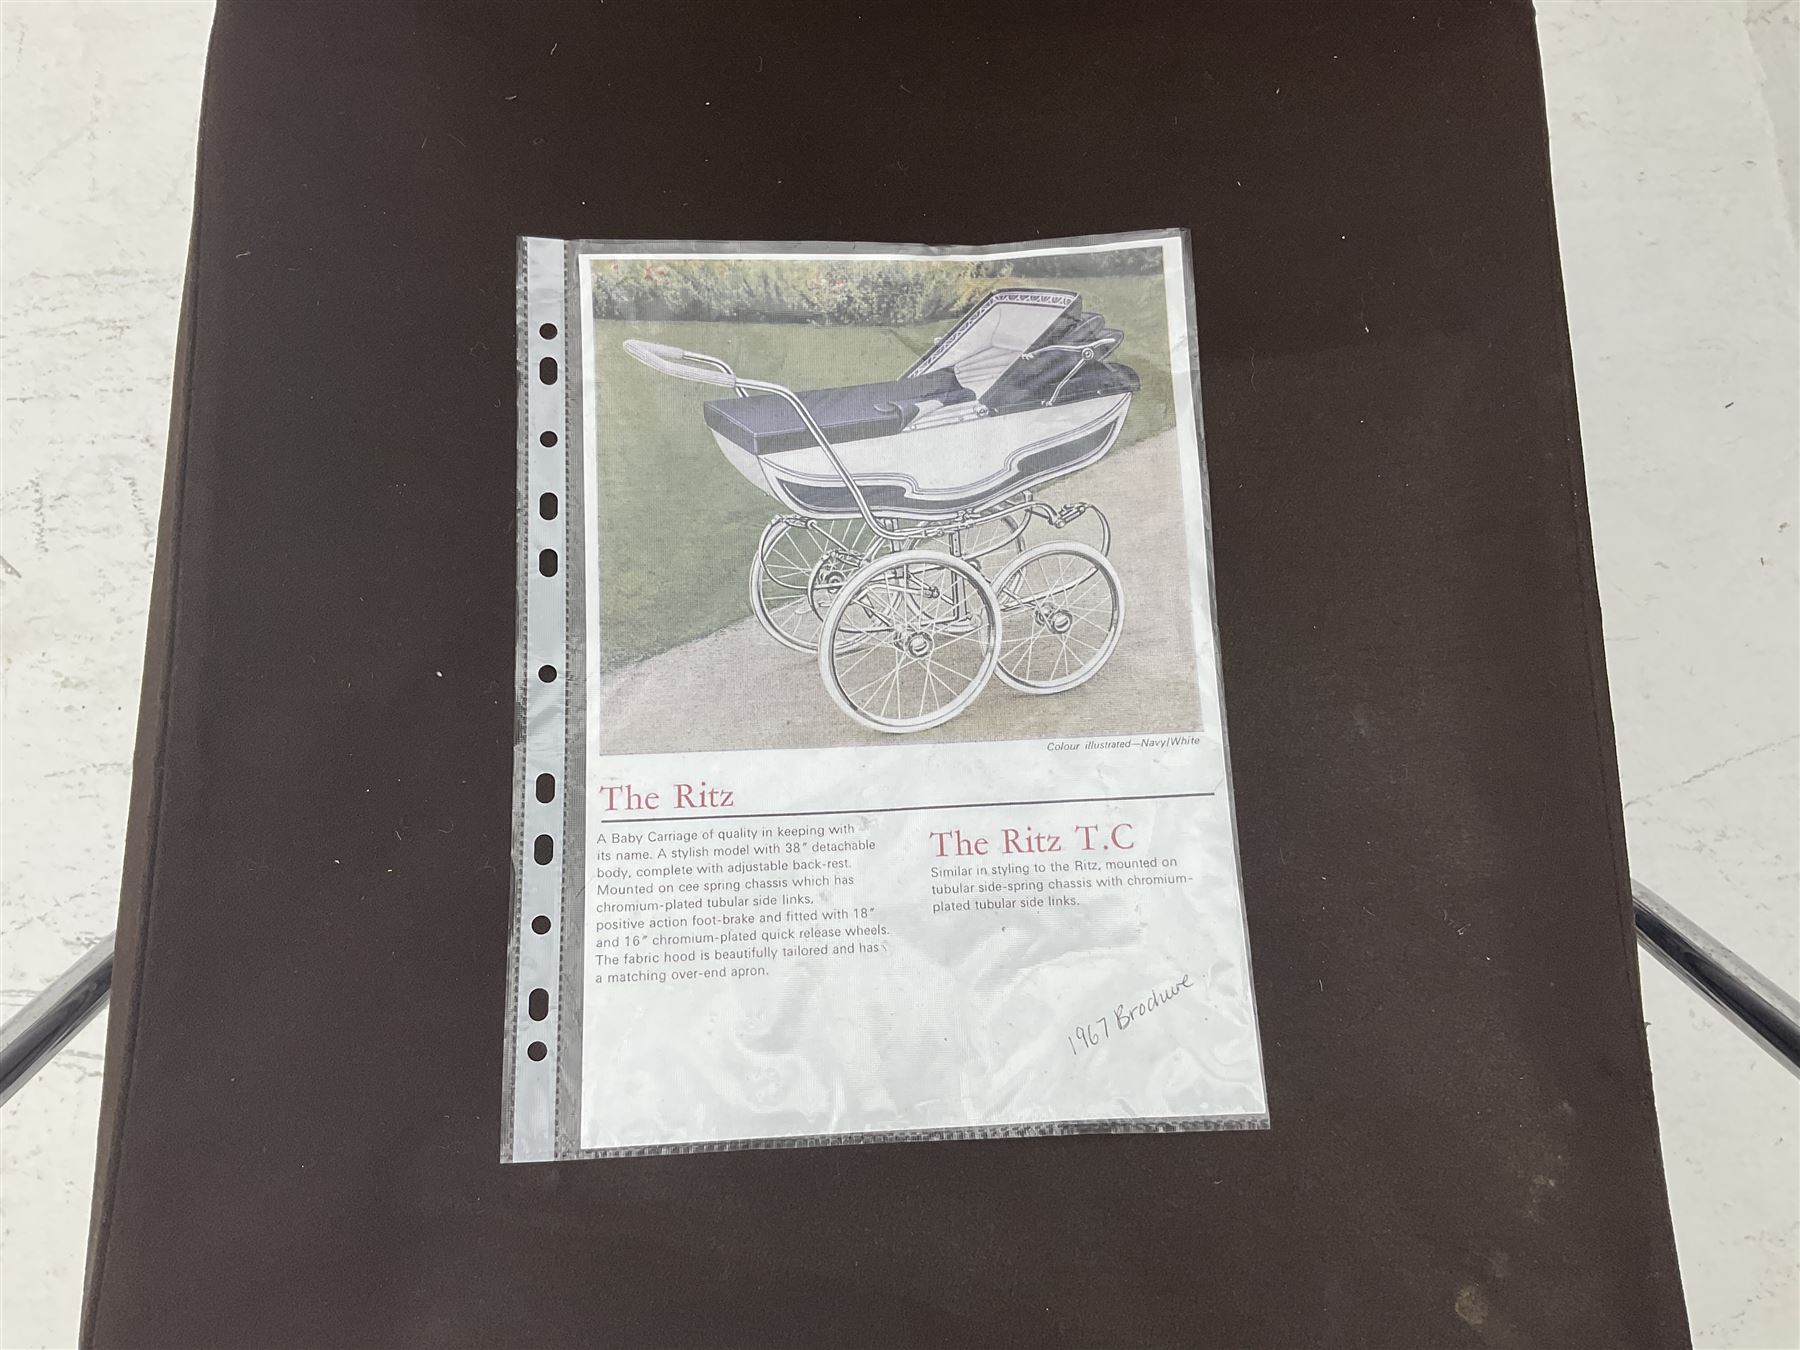 Colour illustrated—Navy/White
The Ritz
A Baby Carriage of quality in keeping with
its name. A stylish model with 38″ detachable
body, complete with adjustable back-rest.
Mounted on cee spring chassis which has
chromium-plated tubular side links,
positive action foot-brake and fitted with 18″
and 16″ chromium-plated quick release wheels.
The fabric hood is beautifully tailored and has
a matching over-end apron.
The Ritz T.C
Similar in styling to the Ritz, mounted on
tubular side-spring chassis with chromium-
plated tubular side links.
1967 Brochure